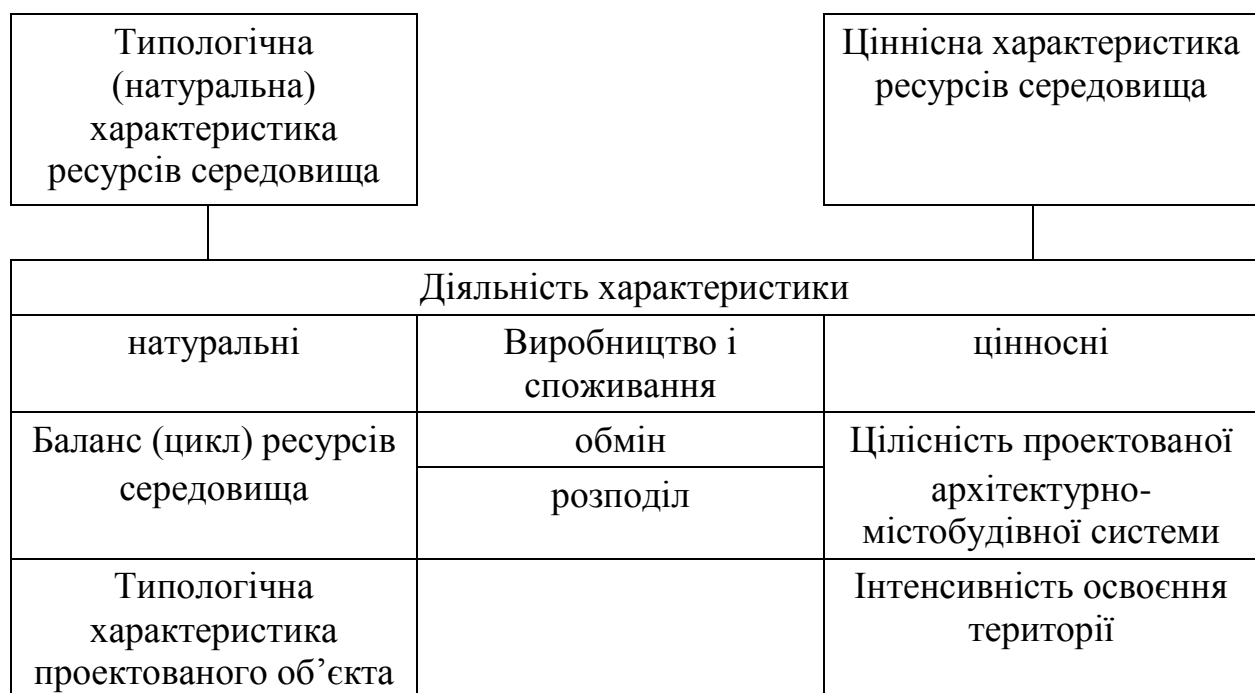 Типологічна
(натуральна)
характеристика
ресурсів середовища
Ціннісна характеристика
ресурсів середовища
Діяльність характеристики
натуральні
Виробництво і
споживання
цінносні
Баланс (цикл) ресурсів
середовища
обмін
розподіл
Цілісність проектованої
архітектурно-
містобудівної системи
Типологічна
характеристика
проектованого об’єкта
Інтенсивність освоєння
території